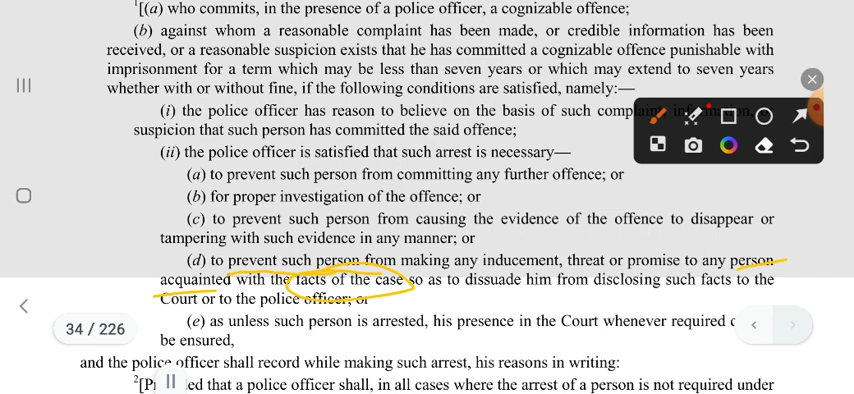 1[(a) who commits, in the presence of a police officer, a cognizable offence;
(b) against whom a reasonable complaint has been made, or credible information has been
received, or a reasonable suspicion exists that he has committed a cognizable offence punishable with
imprisonment for a term which may be less than seven years or which may extend to seven years
whether with or without fine, if the following conditions are satisfied, namely:—
(i) the police officer has reason to believe on the basis of such complaint, information, or
suspicion that such person has committed the said offence;
(ii) the police officer is satisfied that such arrest is necessary—
(a) to prevent such person from committing any further offence; or
(b) for proper investigation of the offence; or
(c) to prevent such person from causing the evidence of the offence to disappear or
tampering with such evidence in any manner; or
(d) to prevent such person from making any inducement, threat or promise to any person
acquainted with the facts of the case so as to dissuade him from disclosing such facts to the
Court or to the police officer; or
34 / 226
(e) as unless such person is arrested, his presence in the Court whenever required
be ensured,
and the police officer shall record while making such arrest, his reasons in writing:
2[P ed that a police officer shall, in all cases where the arrest of a person is not required under